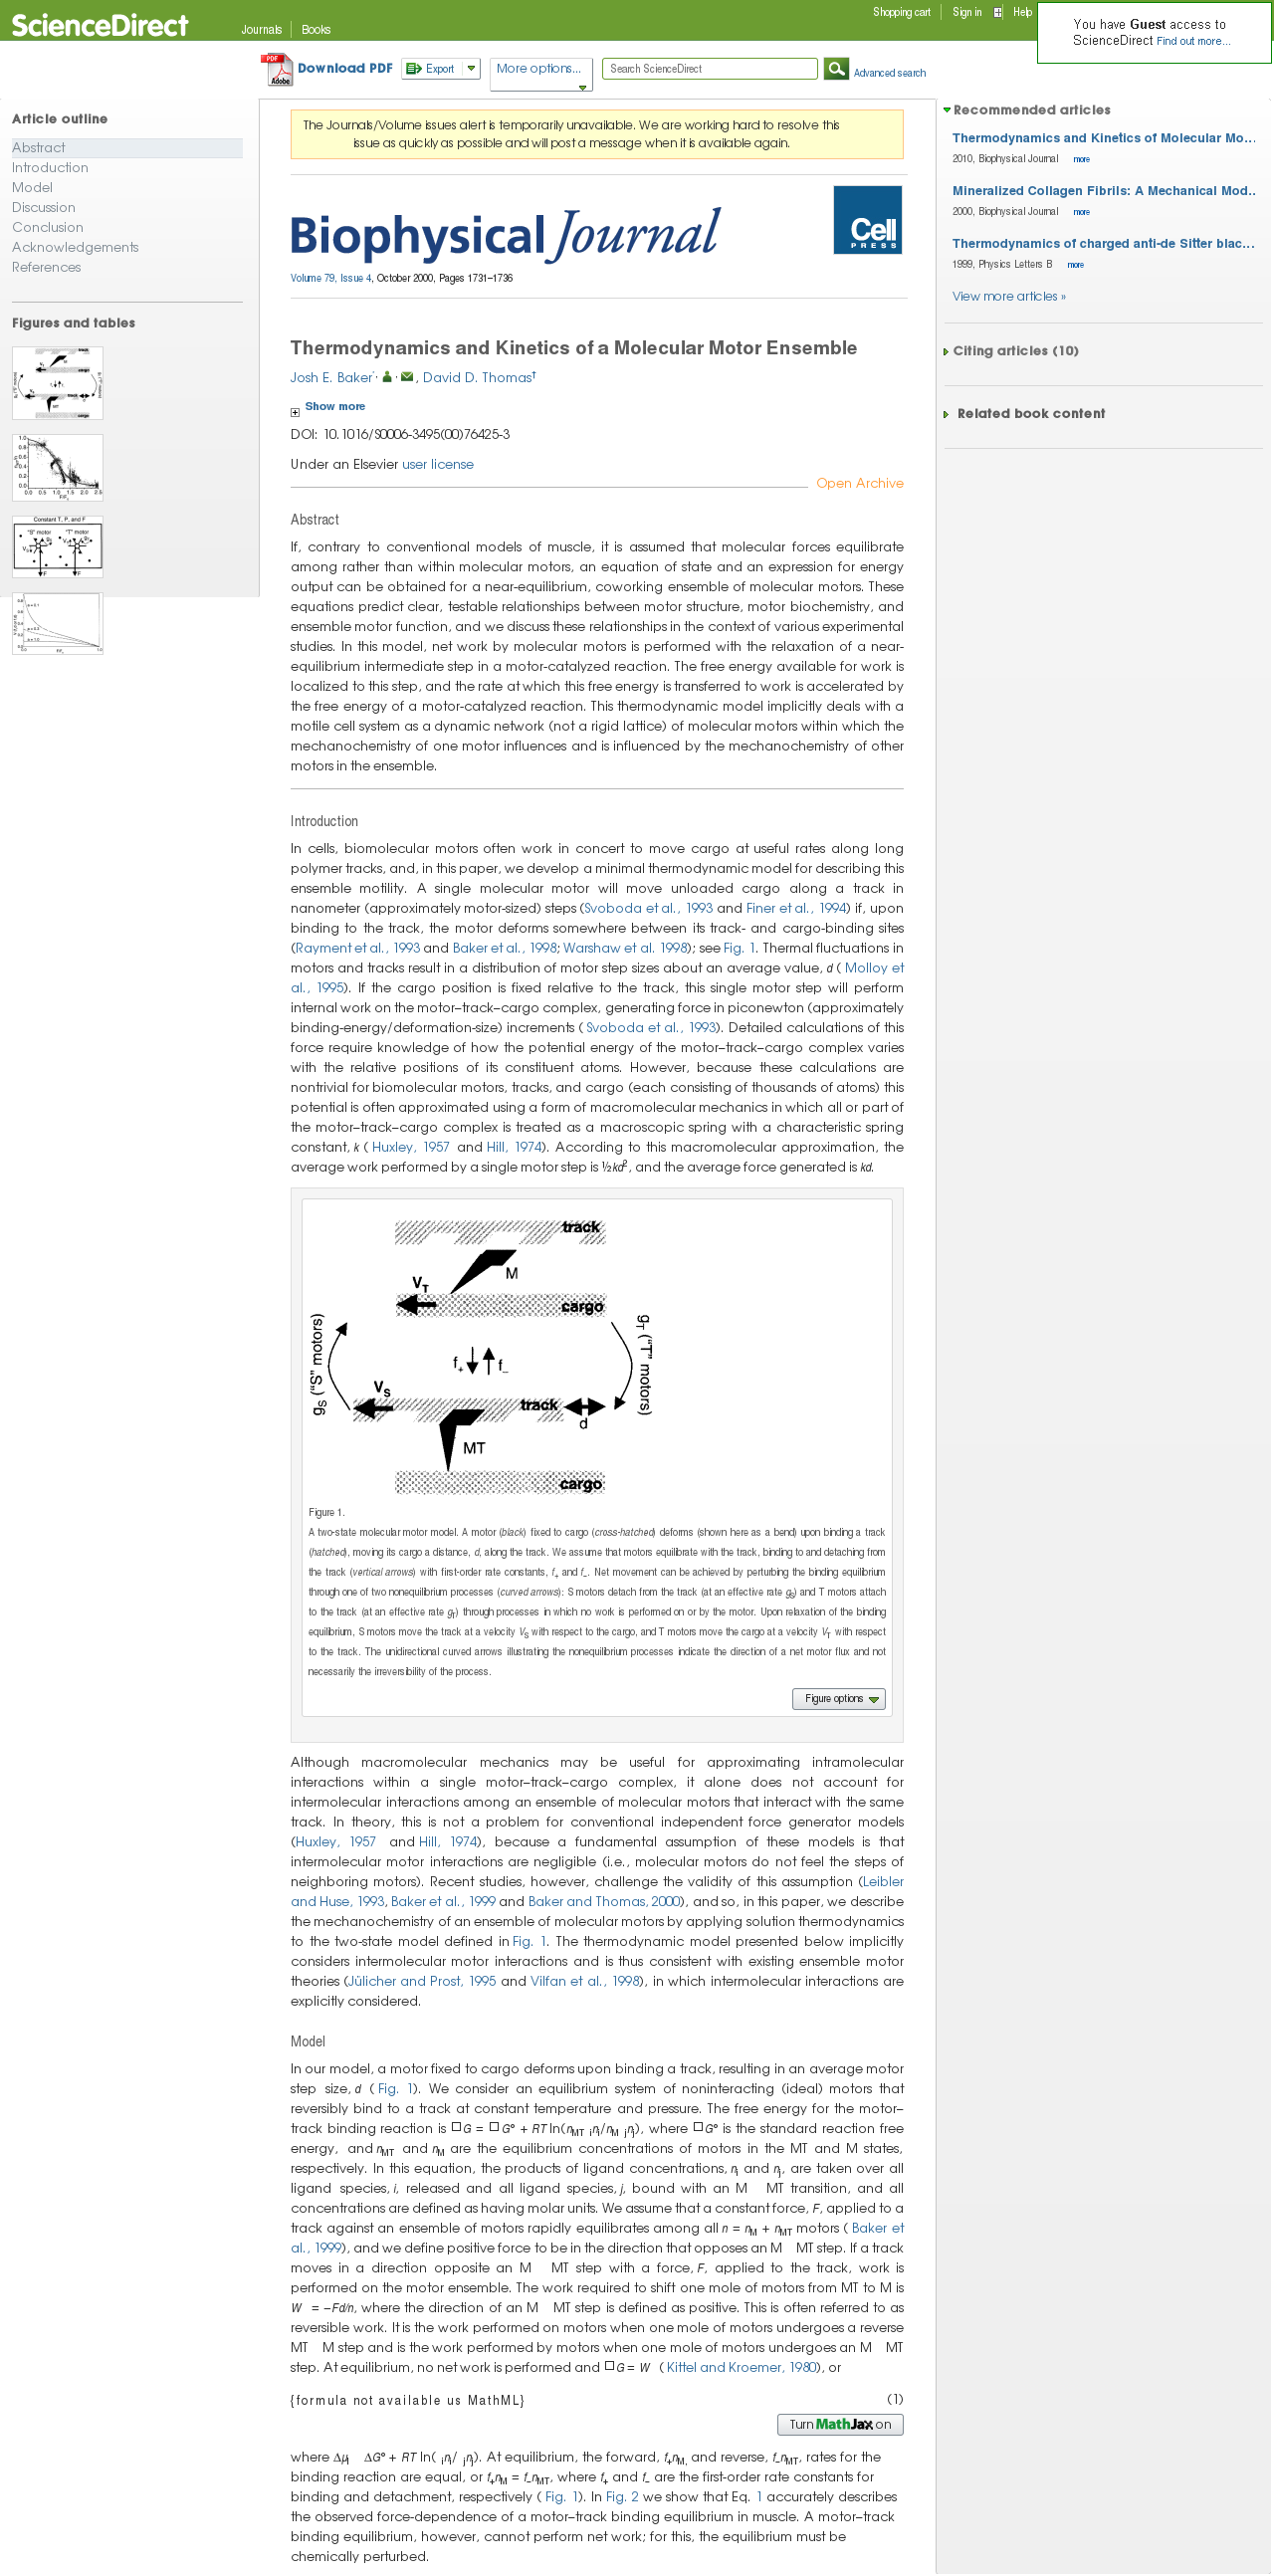 ScienceDirect
Journals
Books
Shopping cart
Sign in
Help
You have Guest access to
ScienceDirect Find out more...
Download PDF
Export
More options...
Search ScienceDirect
Advanced search
Article outline
Abstract
Introduction
Model
Discussion
Conclusion
Acknowledgements
References
Figures and tables
The Journals/Volume issues alert is temporarily unavailable. We are working hard to resolve this
issue as quickly as possible and will post a message when it is available again.
Biophysical Journal
Cell
PRESS
Volume 79, Issue 4, October 2000, Pages 1731–1736
Thermodynamics and Kinetics of a Molecular Motor Ensemble
Josh E. Baker*, , David D. Thomas†
Show more
DOI: 10.1016/S0006-3495(00)76425-3
Under an Elsevier user license
Open Archive
Abstract
If, contrary to conventional models of muscle, it is assumed that molecular forces equilibrate
among rather than within molecular motors, an equation of state and an expression for energy
output can be obtained for a near-equilibrium, coworking ensemble of molecular motors. These
equations predict clear, testable relationships between motor structure, motor biochemistry, and
ensemble motor function, and we discuss these relationships in the context of various experimental
studies. In this model, net work by molecular motors is performed with the relaxation of a near-
equilibrium intermediate step in a motor-catalyzed reaction. The free energy available for work is
localized to this step, and the rate at which this free energy is transferred to work is accelerated by
the free energy of a motor-catalyzed reaction. This thermodynamic model implicitly deals with a
motile cell system as a dynamic network (not a rigid lattice) of molecular motors within which the
mechanochemistry of one motor influences and is influenced by the mechanochemistry of other
motors in the ensemble.
Introduction
In cells, biomolecular motors often work in concert to move cargo at useful rates along long
polymer tracks, and, in this paper, we develop a minimal thermodynamic model for describing this
ensemble motility. A single molecular motor will move unloaded cargo along a track in
nanometer (approximately motor-sized) steps (Svoboda et al., 1993 and Finer et al., 1994) if, upon
binding to the track, the motor deforms somewhere between its track- and cargo-binding sites
(Rayment et al., 1993 and Baker et al., 1998; Warshaw et al. 1998); see Fig. 1. Thermal fluctuations in
motors and tracks result in a distribution of motor step sizes about an average value, d ( Molloy et
al., 1995). If the cargo position is fixed relative to the track, this single motor step will perform
internal work on the motor–track–cargo complex, generating force in piconewton (approximately
binding-energy/deformation-size) increments ( Svoboda et al., 1993). Detailed calculations of this
force require knowledge of how the potential energy of the motor–track–cargo complex varies
with the relative positions of its constituent atoms. However, because these calculations are
nontrivial for biomolecular motors, tracks, and cargo (each consisting of thousands of atoms) this
potential is often approximated using a form of macromolecular mechanics in which all or part of
the motor–track–cargo complex is treated as a macroscopic spring with a characteristic spring
constant, k ( Huxley, 1957 and Hill, 1974). According to this macromolecular approximation, the
average work performed by a single motor step is ½kd², and the average force generated is kd.
track
M
VT
cargo
gS ("S" motors)
f+ f−
gT ("T" motors)
VS
track
d
MT
cargo
Figure 1.
A two-state molecular motor model. A motor (black) fixed to cargo (cross-hatched) deforms (shown here as a bend) upon binding a track
(hatched), moving its cargo a distance, d, along the track. We assume that motors equilibrate with the track, binding to and detaching from
the track (vertical arrows) with first-order rate constants, f+ and f−. Net movement can be achieved by perturbing the binding equilibrium
through one of two nonequilibrium processes (curved arrows): S motors detach from the track (at an effective rate gS) and T motors attach
to the track (at an effective rate gT) through processes in which no work is performed on or by the motor. Upon relaxation of the binding
equilibrium, S motors move the track at a velocity VS with respect to the cargo, and T motors move the cargo at a velocity VT with respect
to the track. The unidirectional curved arrows illustrating the nonequilibrium processes indicate the direction of a net motor flux and not
necessarily the irreversibility of the process.
Figure options
Although macromolecular mechanics may be useful for approximating intramolecular
interactions within a single motor–track–cargo complex, it alone does not account for
intermolecular interactions among an ensemble of molecular motors that interact with the same
track. In theory, this is not a problem for conventional independent force generator models
(Huxley, 1957 and Hill, 1974), because a fundamental assumption of these models is that
intermolecular motor interactions are negligible (i.e., molecular motors do not feel the steps of
neighboring motors). Recent studies, however, challenge the validity of this assumption (Leibler
and Huse, 1993, Baker et al., 1999 and Baker and Thomas, 2000), and so, in this paper, we describe
the mechanochemistry of an ensemble of molecular motors by applying solution thermodynamics
to the two-state model defined in Fig. 1. The thermodynamic model presented below implicitly
considers intermolecular motor interactions and is thus consistent with existing ensemble motor
theories (Jülicher and Prost, 1995 and Vilfan et al., 1998), in which intermolecular interactions are
explicitly considered.
Model
In our model, a motor fixed to cargo deforms upon binding a track, resulting in an average motor
step size, d ( Fig. 1). We consider an equilibrium system of noninteracting (ideal) motors that
reversibly bind to a track at constant temperature and pressure. The free energy for the motor–
track binding reaction is □G = □G° + RT ln(nMT ini/nM jnj), where □G° is the standard reaction free
energy, and nMT and nM are the equilibrium concentrations of motors in the MT and M states,
respectively. In this equation, the products of ligand concentrations, ni and nj, are taken over all
ligand species, i, released and all ligand species, j, bound with an M MT transition, and all
concentrations are defined as having molar units. We assume that a constant force, F, applied to a
track against an ensemble of motors rapidly equilibrates among all n = nM + nMT motors ( Baker et
al., 1999), and we define positive force to be in the direction that opposes an M MT step. If a track
moves in a direction opposite an M MT step with a force, F, applied to the track, work is
performed on the motor ensemble. The work required to shift one mole of motors from MT to M is
W = −Fd/n, where the direction of an M MT step is defined as positive. This is often referred to as
reversible work. It is the work performed on motors when one mole of motors undergoes a reverse
MT M step and is the work performed by motors when one mole of motors undergoes an M MT
step. At equilibrium, no net work is performed and □G = W ( Kittel and Kroemer, 1980), or
{formula not available us MathML}
(1)
Turn MathJax on
where Δμ ΔG° + RT ln( ini/ jnj). At equilibrium, the forward, f+nM, and reverse, f−nMT, rates for the
binding reaction are equal, or f+nM = f−nMT, where f+ and f− are the first-order rate constants for
binding and detachment, respectively ( Fig. 1). In Fig. 2 we show that Eq. 1 accurately describes
the observed force-dependence of a motor–track binding equilibrium in muscle. A motor–track
binding equilibrium, however, cannot perform net work; for this, the equilibrium must be
chemically perturbed.
Recommended articles
Thermodynamics and Kinetics of Molecular Mo...
2010, Biophysical Journal more
Mineralized Collagen Fibrils: A Mechanical Mod...
2000, Biophysical Journal more
Thermodynamics of charged anti-de Sitter blac...
1999, Physics Letters B more
View more articles »
Citing articles (10)
Related book content